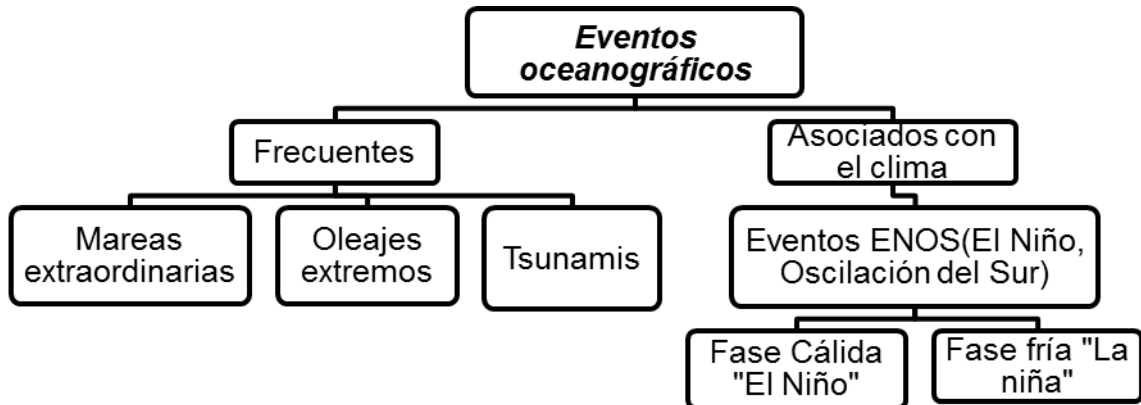 Eventos
oceanográficos
Frecuentes
Asociados con
el clima
Mareas
extraordinarias
Oleajes
extremos
Tsunamis
Eventos ENOS(El Niño,
Oscilación del Sur)
Fase Cálida
"El Niño"
Fase fría "La
niña"